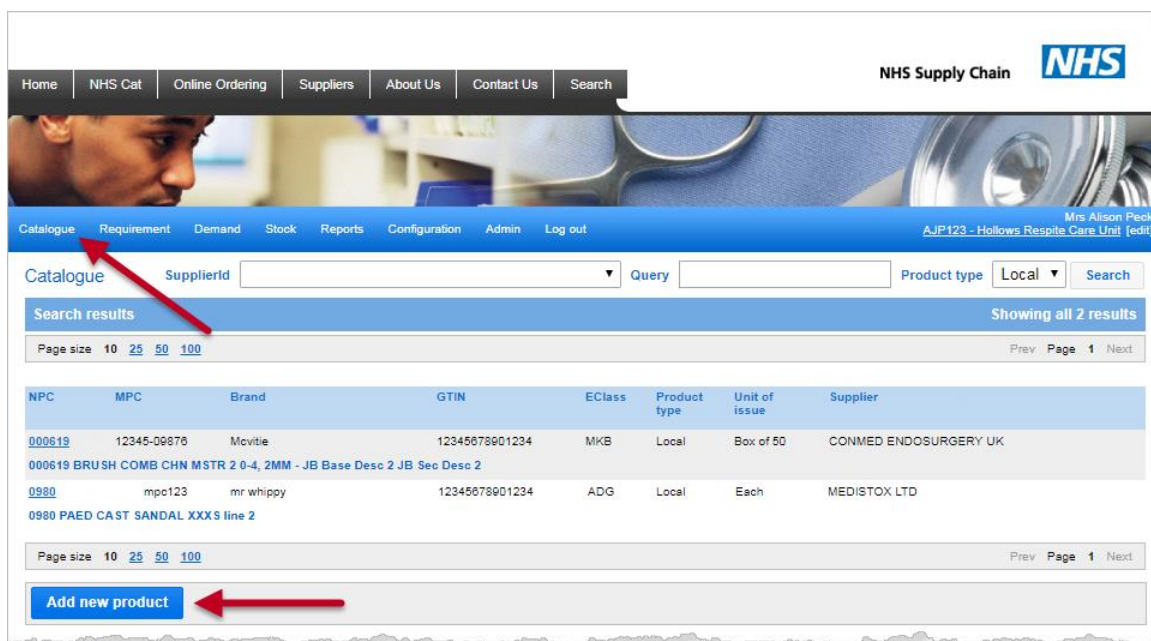 NHS Supply Chain NHS
Home NHS Cat Online Ordering Suppliers About Us Contact Us Search
Mrs Alison Peck
Catalogue Requirement Demand Stock Reports Configuration Admin Log out AJP123 - Hollows Respite Care Unit [edit]
Catalogue SupplierId Query Product type Local Search
Search results Showing all 2 results
Page size 10 25 50 100 Prev Page 1 Next
NPC MPC Brand GTIN EClass Product type Unit of issue Supplier
000619 12345-09876 Mcvitie 12345678901234 MKB Local Box of 50 CONMED ENDOSURGERY UK
000619 BRUSH COMB CHN MSTR 2 0-4, 2MM - JB Base Desc 2 JB Sec Desc 2
0980 mpc123 mr whippy 12345678901234 ADG Local Each MEDISTOX LTD
0980 PAED CAST SANDAL XXXS line 2
Page size 10 25 50 100 Prev Page 1 Next
Add new product